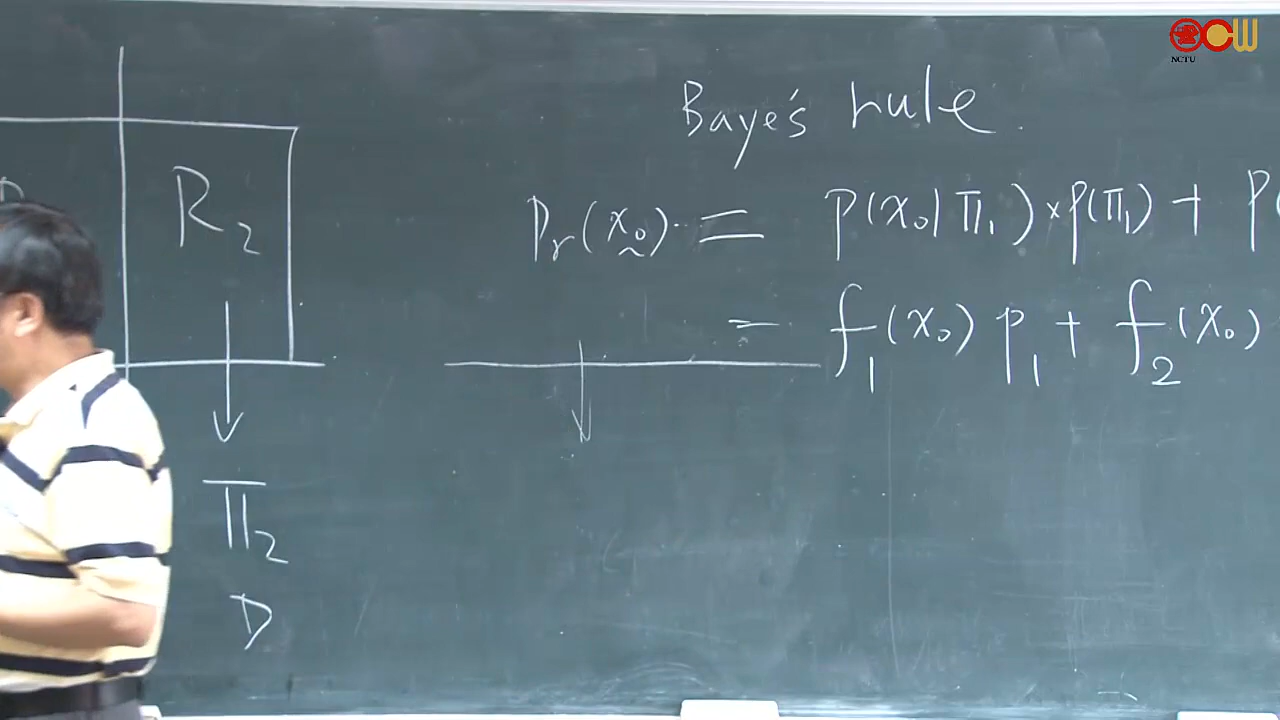 OCW
NCTU
Baye's rule.
R2
Pr(x0) = p(x0|Π1)×p(Π1) + p(
= f1(x0) p1 + f2(x0)
Π2
D